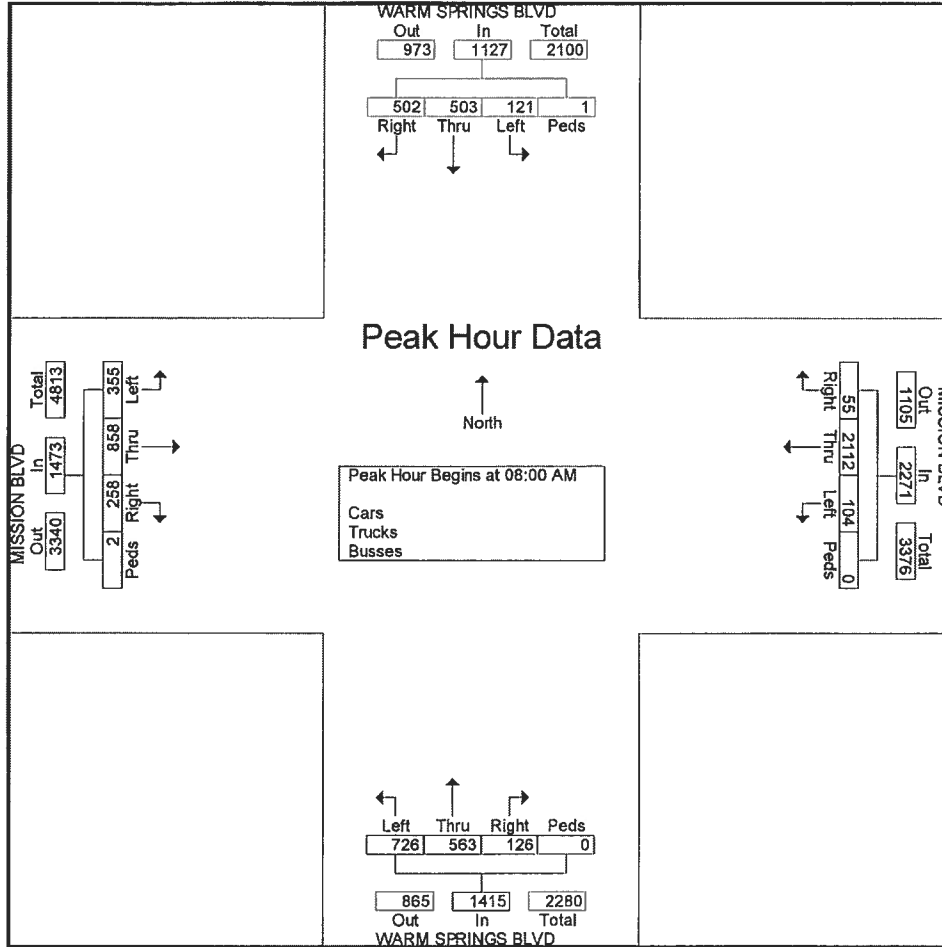 WARM SPRINGS BLVD
Out In Total
973 1127 2100
502 503 121 1
Right Thru Left Peds
Peak Hour Data
North
Peak Hour Begins at 08:00 AM
Cars
Trucks
Busses
MISSION BLVD
Out In Total
3340 1473 4813
Left Thru Right Peds
355 858 258 2
MISSION BLVD
Out In Total
1105 2271 3376
Right Thru Left Peds
55 2112 104 0
Left Thru Right Peds
726 563 126 0
865 1415 2280
Out In Total
WARM SPRINGS BLVD